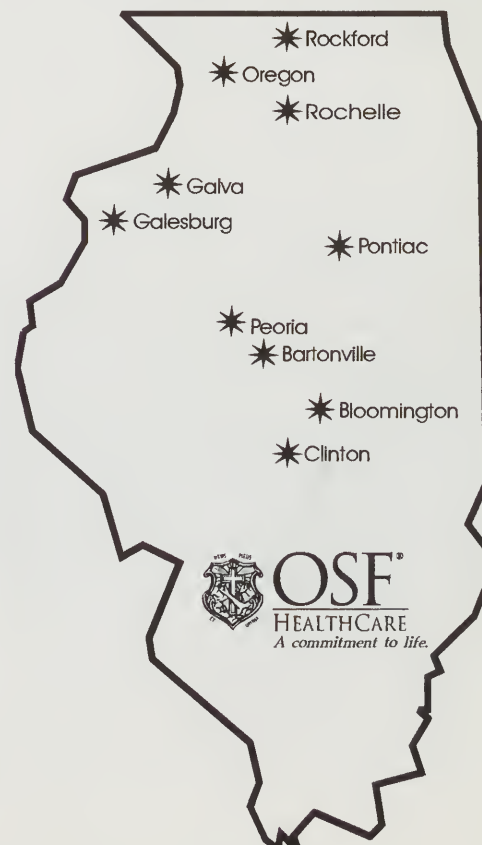 Rockford
Oregon
Rochelle
Galva
Galesburg
Pontiac
Peoria
Bartonville
Bloomington
Clinton
OSF®
HEALTHCARE
A commitment to life.